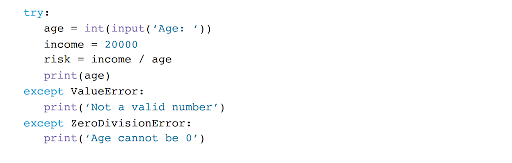 try:
    age = int(input(‘Age: ‘))
    income = 20000
    risk = income / age
    print(age)
except ValueError:
    print(‘Not a valid number’)
except ZeroDivisionError:
    print(‘Age cannot be 0’)